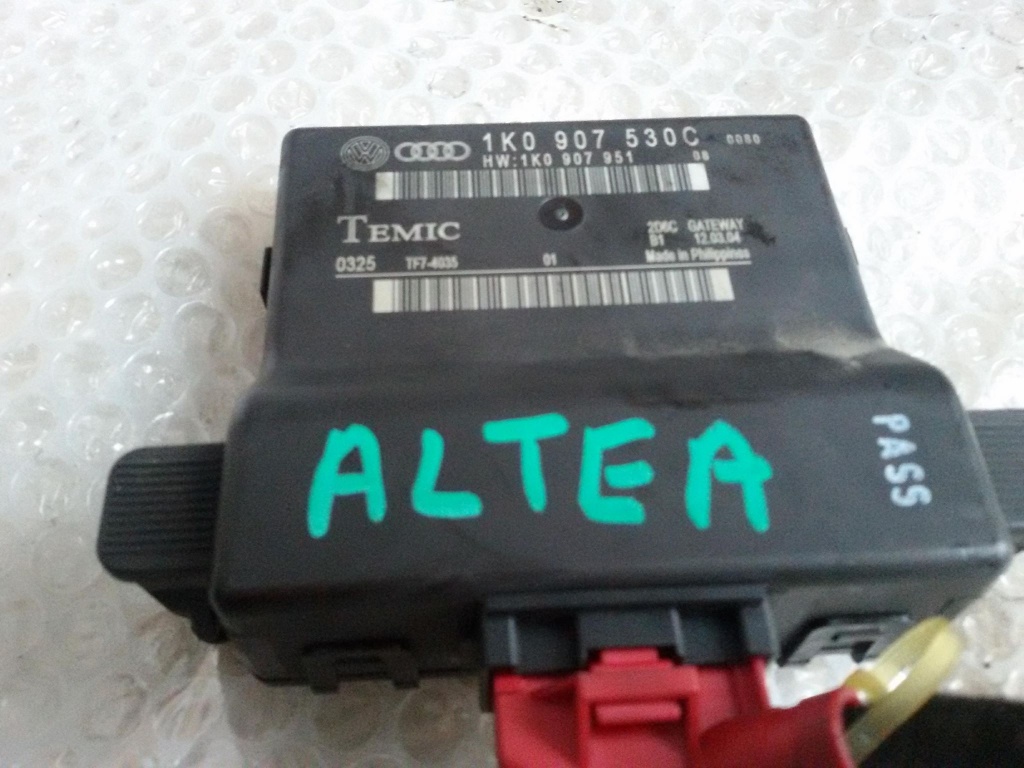 1K0 907 530C 0080
HW:1K0 907 951 08
TEMIC
2D6C GATEWAY
B1 12.03.04
0325 TF7-4035 01 Made in Philippines
ALTEA
PASS